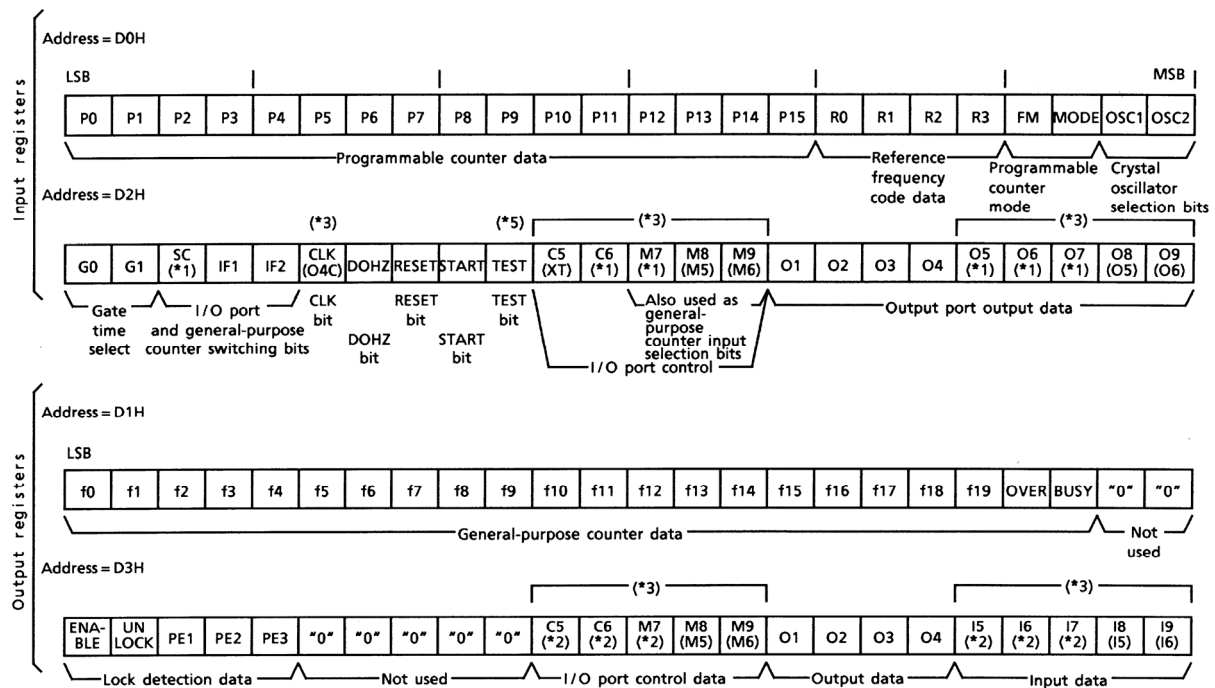 Input registers
Address = D0H
LSB MSB
P0 P1 P2 P3 P4 P5 P6 P7 P8 P9 P10 P11 P12 P13 P14 P15 R0 R1 R2 R3 FM MODE OSC1 OSC2
Programmable counter data
Reference
frequency
code data
Programmable
counter
mode
Crystal
oscillator
selection bits
Address = D2H
(*3) (*5) (*3) (*3)
G0 G1 SC (*1) IF1 IF2 CLK (O4C) DOHZ RESET START TEST C5 (XT) C6 (*1) M7 (*1) M8 (M5) M9 (M6) O1 O2 O3 O4 O5 (*1) O6 (*1) O7 (*1) O8 (O5) O9 (O6)
Gate
time
select
I/O port
and general-purpose
counter switching bits
CLK
bit
DOHZ
bit
RESET
bit
START
bit
TEST
bit
Also used as
general-
purpose
counter input
selection bits
I/O port control
Output port output data
Output registers
Address = D1H
LSB
f0 f1 f2 f3 f4 f5 f6 f7 f8 f9 f10 f11 f12 f13 f14 f15 f16 f17 f18 f19 OVER BUSY "0" "0"
General-purpose counter data
Not
used
Address = D3H
(*3) (*3)
ENA-BLE UN LOCK PE1 PE2 PE3 "0" "0" "0" "0" "0" C5 (*2) C6 (*2) M7 (*2) M8 (M5) M9 (M6) O1 O2 O3 O4 I5 (*2) I6 (*2) I7 (*2) I8 (I5) I9 (I6)
Lock detection data
Not used
I/O port control data
Output data
Input data